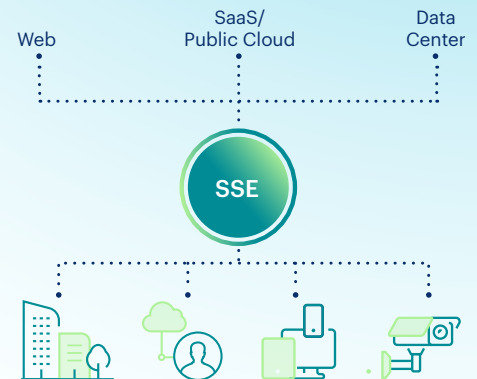 Web
SaaS/
Public Cloud
Data
Center
SSE